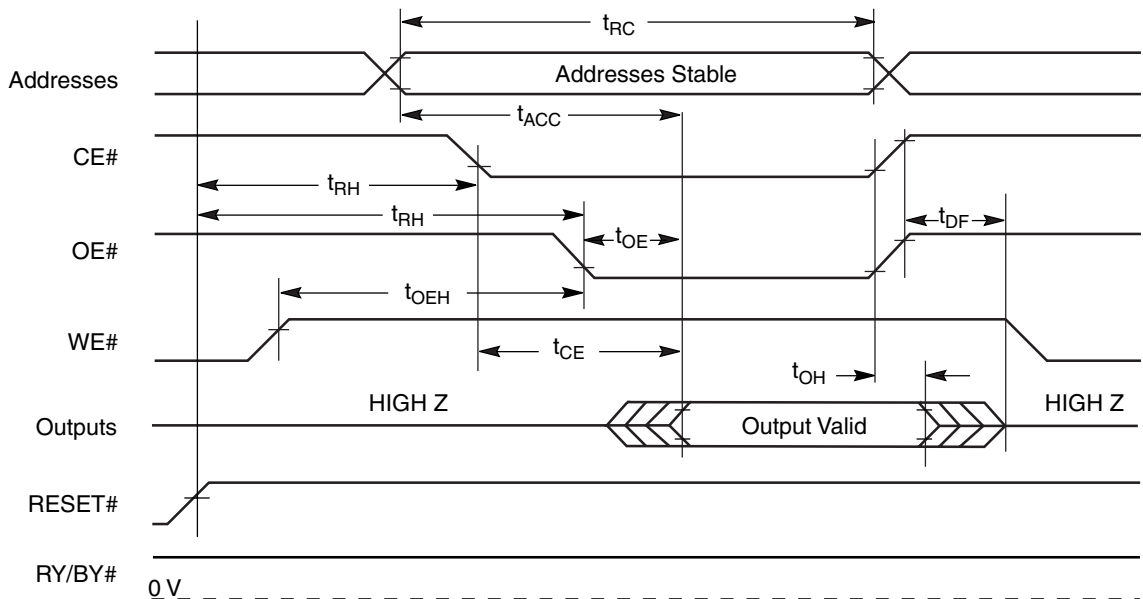 tRC
Addresses
Addresses Stable
tACC
CE#
tRH
tRH
tDF
OE#
tOE
tOEH
WE#
tCE
tOH
HIGH Z
HIGH Z
Outputs
Output Valid
RESET#
RY/BY#
0 V